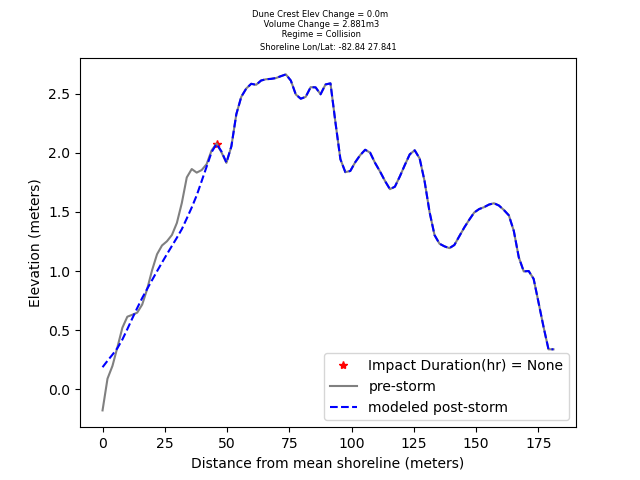 Dune Crest Elev Change = 0.0m
Volume Change = 2.881m3
Regime = Collision
Shoreline Lon/Lat: -82.84 27.841
2.5
2.0
1.5
1.0
0.5
0.0
Elevation (meters)
Impact Duration(hr) = None
pre-storm
modeled post-storm
0 25 50 75 100 125 150 175
Distance from mean shoreline (meters)